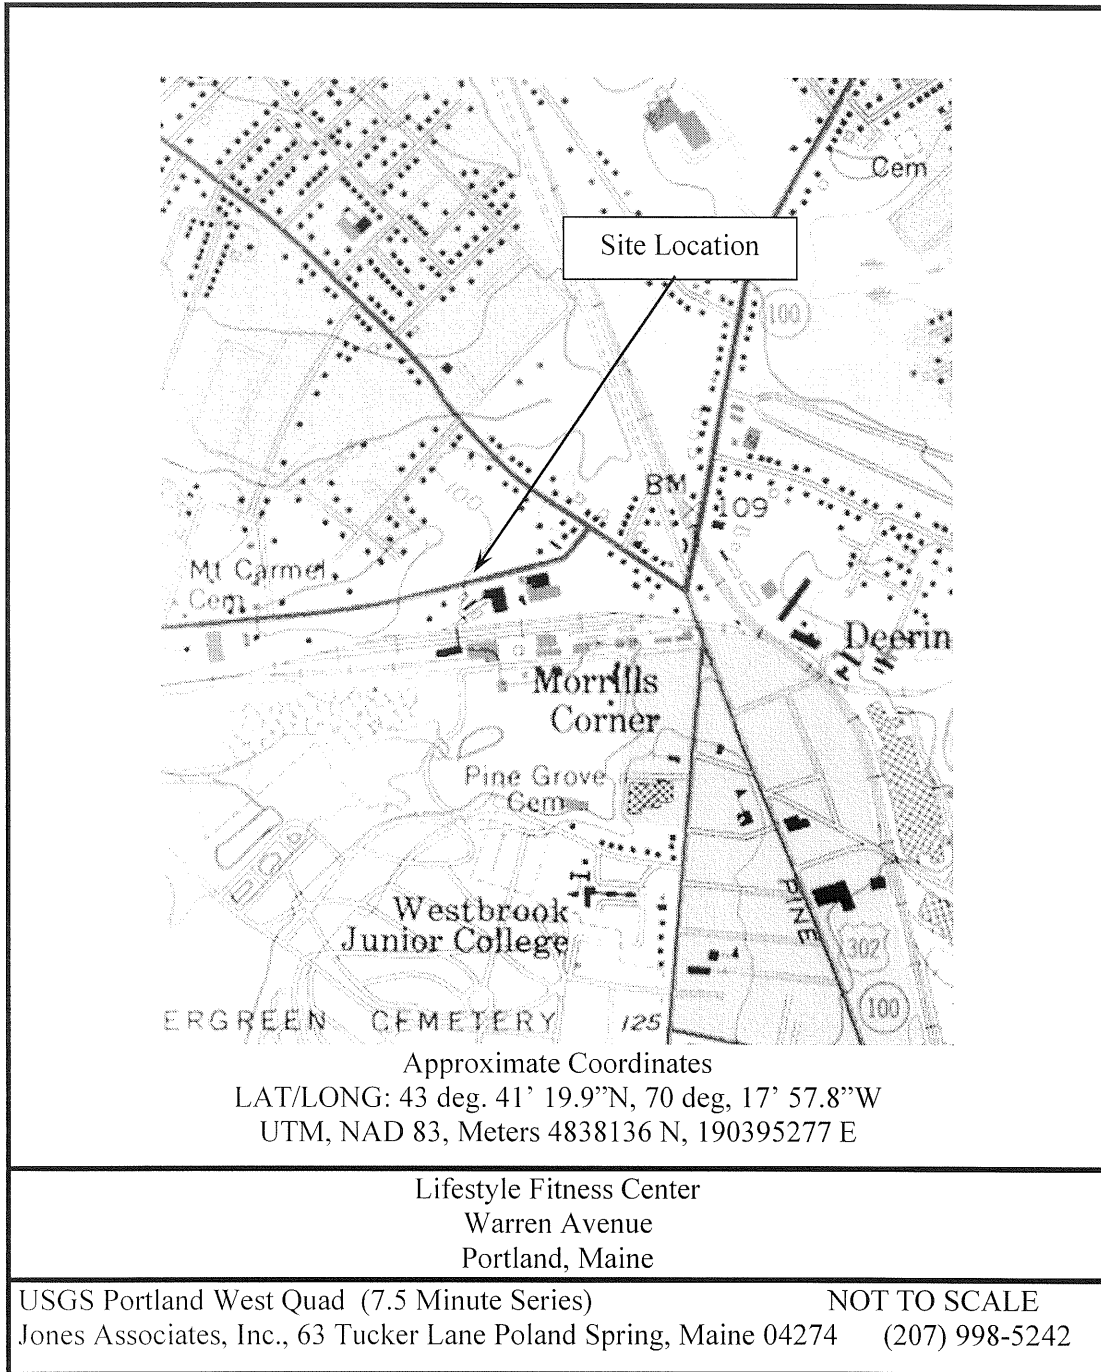 Cem
Site Location
100
BM
109
100
Mt Carmel
Cem
Deerin
Morrills
Corner
Pine Grove
Cem
PINE
Westbrook
Junior College
302
100
ERGREEN CEMETERY 125
Approximate Coordinates
LAT/LONG: 43 deg. 41’ 19.9”N, 70 deg, 17’ 57.8”W
UTM, NAD 83, Meters 4838136 N, 190395277 E
Lifestyle Fitness Center
Warren Avenue
Portland, Maine
USGS Portland West Quad (7.5 Minute Series) NOT TO SCALE
Jones Associates, Inc., 63 Tucker Lane Poland Spring, Maine 04274 (207) 998-5242